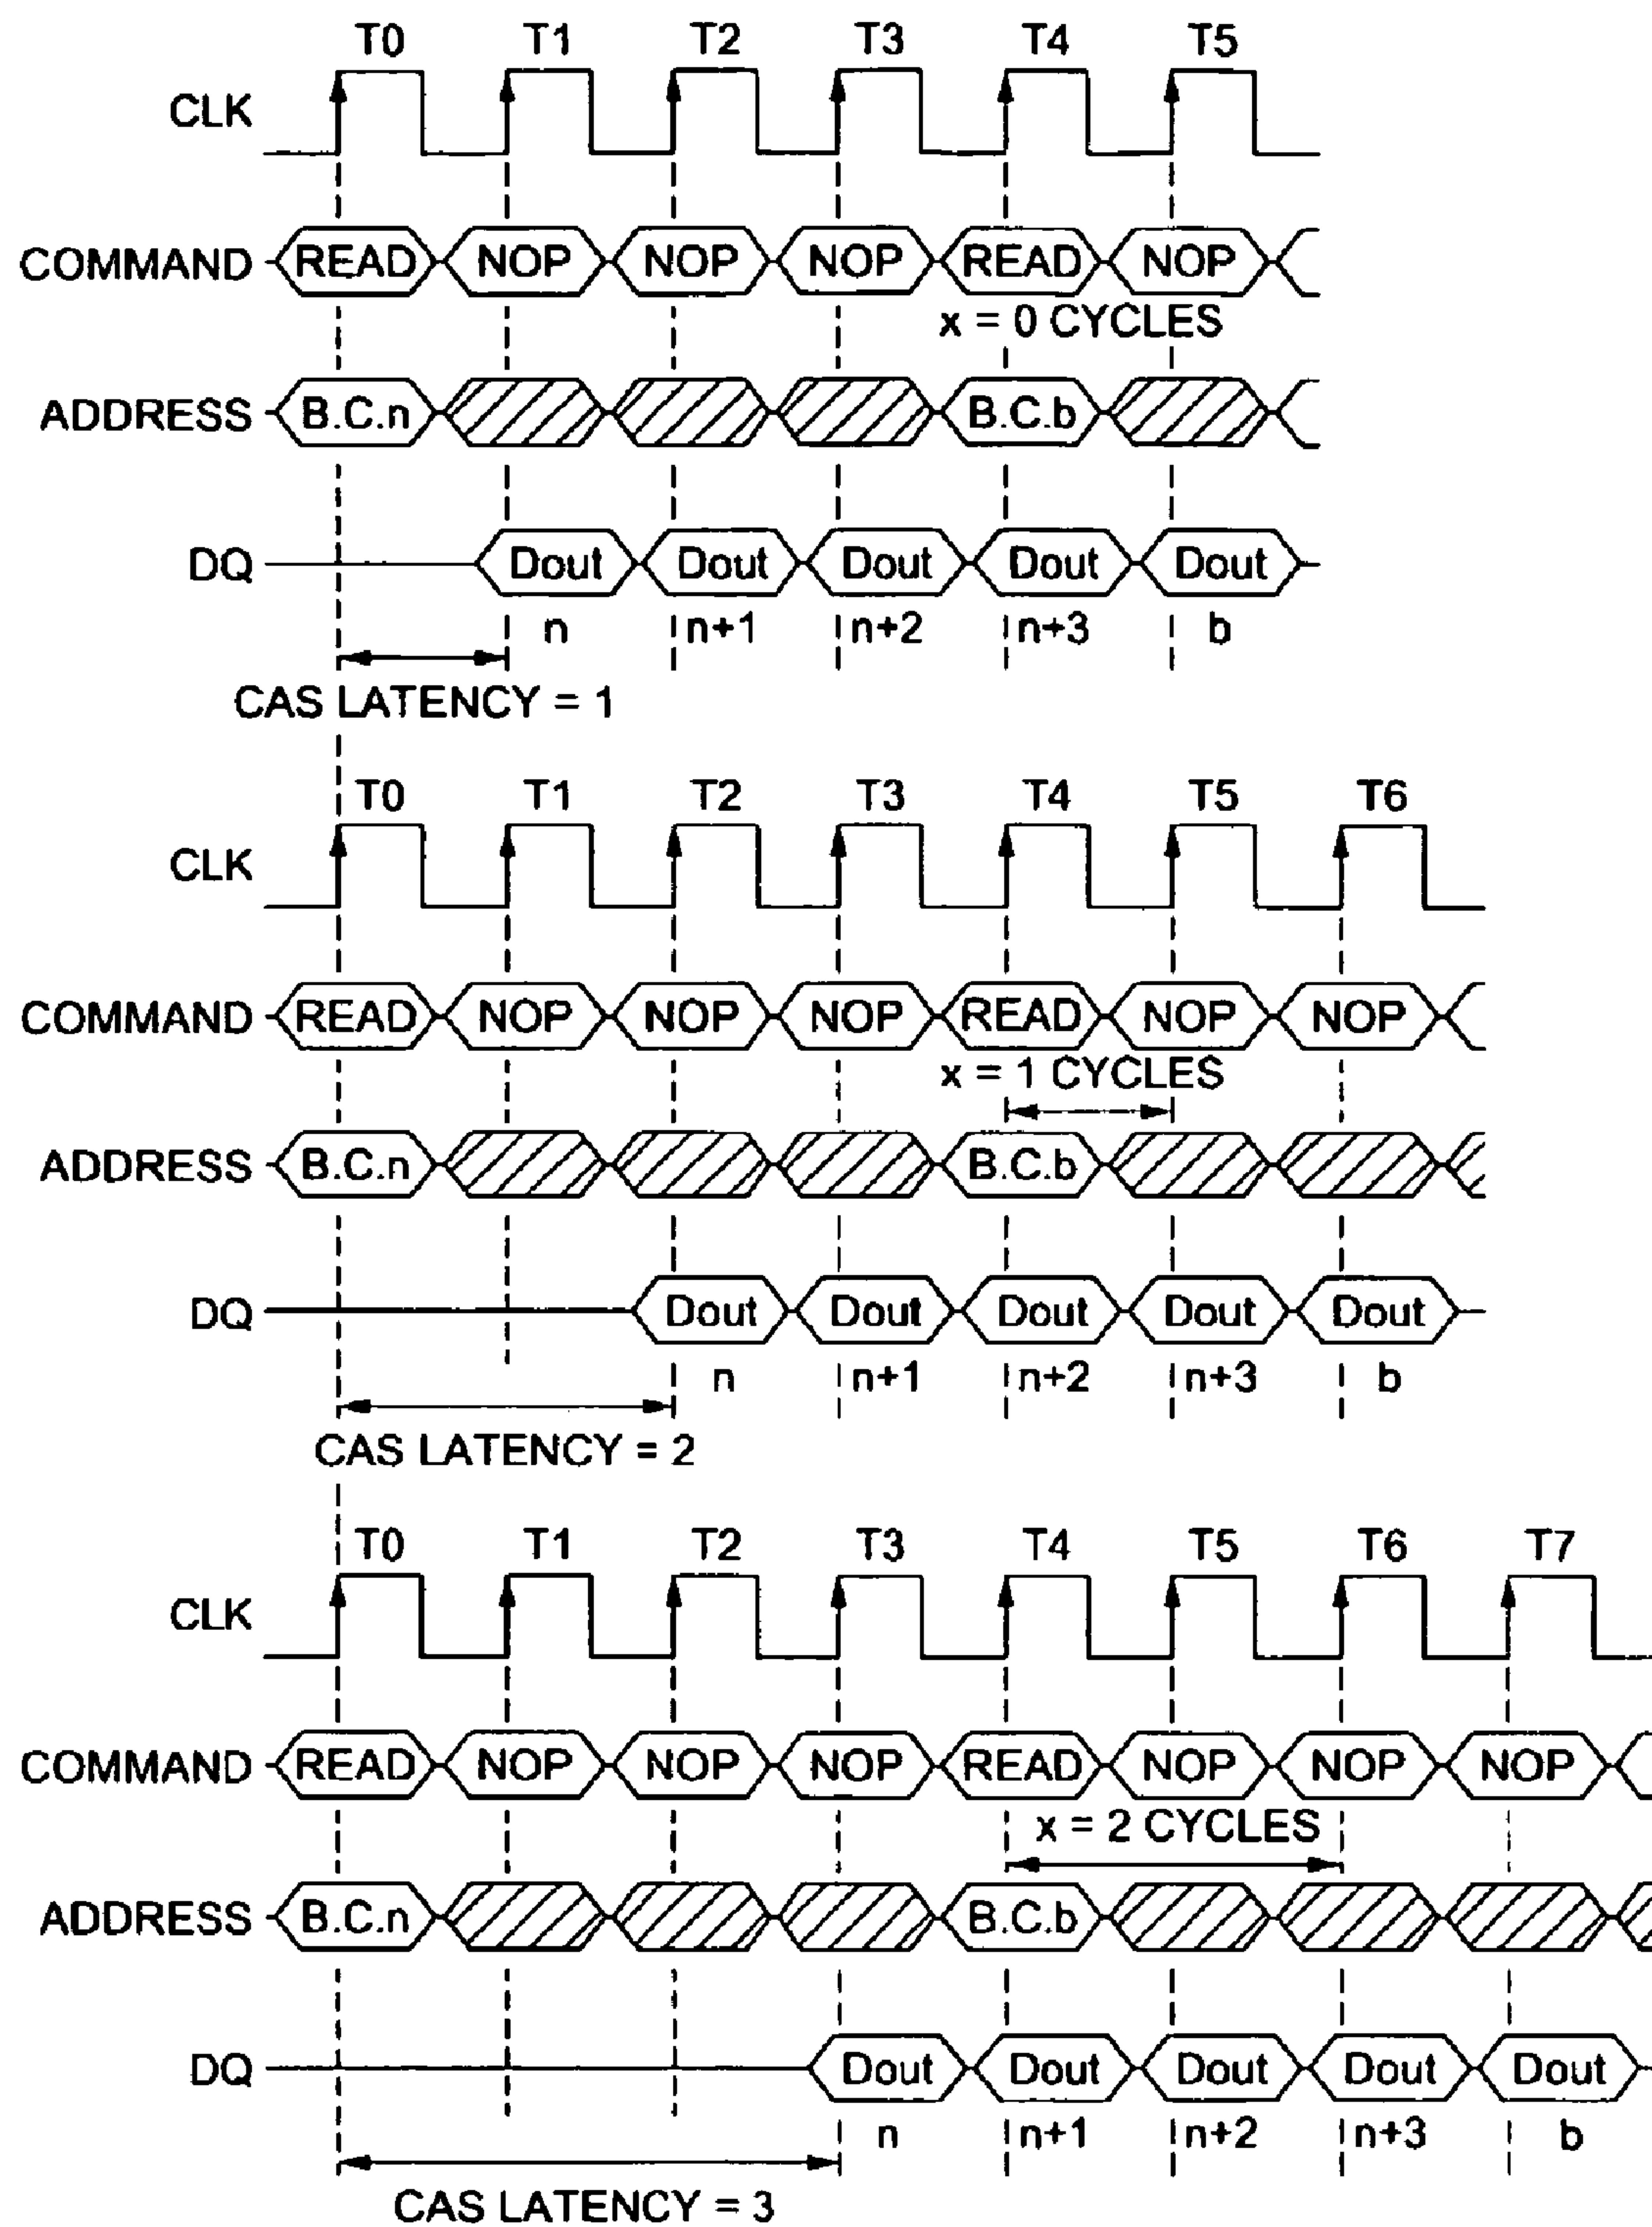 T0 T1 T2 T3 T4 T5
CLK
COMMAND READ NOP NOP NOP READ NOP
x = 0 CYCLES
ADDRESS B.C.n B.C.b
DQ Dout Dout Dout Dout Dout
n n+1 n+2 n+3 b
CAS LATENCY = 1
T0 T1 T2 T3 T4 T5 T6
CLK
COMMAND READ NOP NOP NOP READ NOP NOP
x = 1 CYCLES
ADDRESS B.C.n B.C.b
DQ Dout Dout Dout Dout Dout
n n+1 n+2 n+3 b
CAS LATENCY = 2
T0 T1 T2 T3 T4 T5 T6 T7
CLK
COMMAND READ NOP NOP NOP READ NOP NOP NOP
x = 2 CYCLES
ADDRESS B.C.n B.C.b
DQ Dout Dout Dout Dout Dout
n n+1 n+2 n+3 b
CAS LATENCY = 3